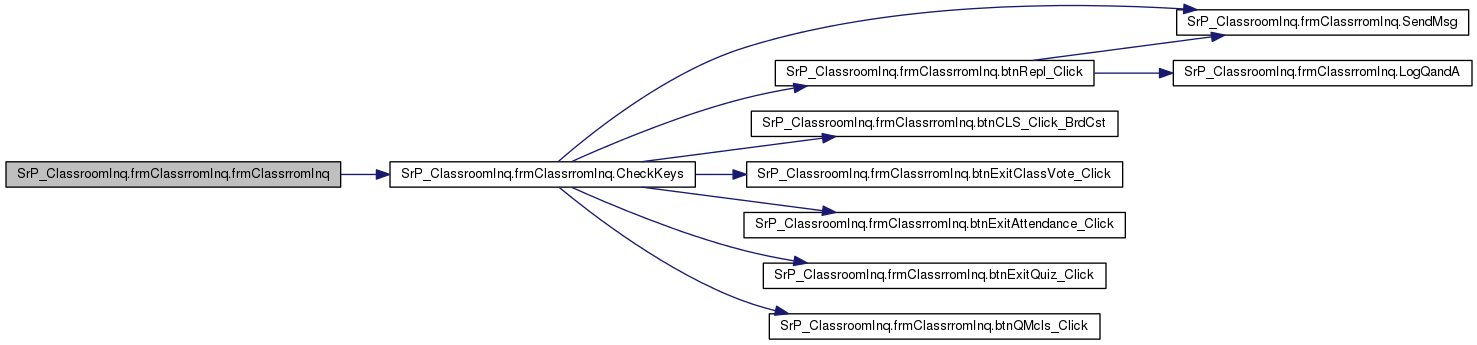 SrP_ClassroomInq.frmClassrromInq.SendMsg
SrP_ClassroomInq.frmClassrromInq.btnRepl_Click
SrP_ClassroomInq.frmClassrromInq.LogQandA
SrP_ClassroomInq.frmClassrromInq.btnCLS_Click_BrdCst
SrP_ClassroomInq.frmClassrromInq.frmClassrromInq
SrP_ClassroomInq.frmClassrromInq.CheckKeys
SrP_ClassroomInq.frmClassrromInq.btnExitClassVote_Click
SrP_ClassroomInq.frmClassrromInq.btnExitAttendance_Click
SrP_ClassroomInq.frmClassrromInq.btnExitQuiz_Click
SrP_ClassroomInq.frmClassrromInq.btnQMcls_Click